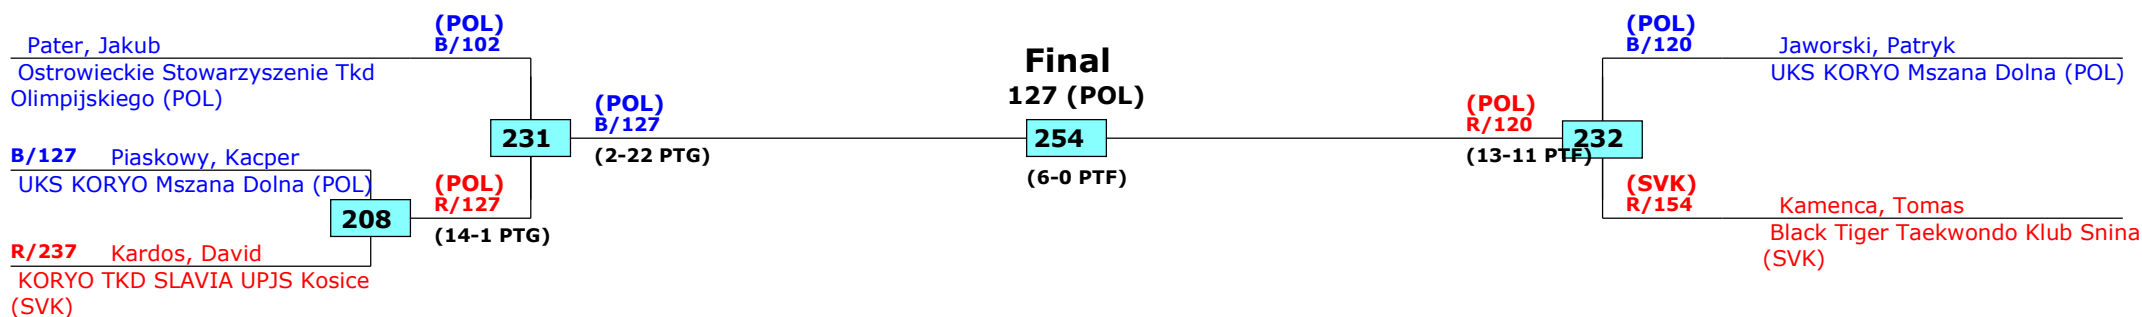 (POL)
B/102
Pater, Jakub
Ostrowieckie Stowarzyszenie Tkd
Olimpijskiego (POL)
231
(POL)
B/127
(2-22 PTG)
B/127 Piaskowy, Kacper
UKS KORYO Mszana Dolna (POL)
208
(POL)
R/127
(14-1 PTG)
R/237 Kardos, David
KORYO TKD SLAVIA UPJS Kosice
(SVK)
Final
127 (POL)
254
(6-0 PTF)
(POL)
R/120
(13-11 PTF)
232
(POL)
B/120
Jaworski, Patryk
UKS KORYO Mszana Dolna (POL)
(SVK)
R/154
Kamenca, Tomas
Black Tiger Taekwondo Klub Snina
(SVK)